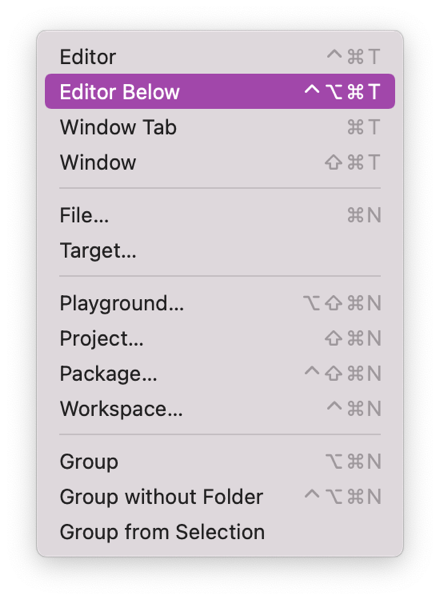 Editor ⌃⌘T
Editor Below ⌃⌥⌘T
Window Tab ⌘T
Window ⇧⌘T
File... ⌘N
Target...
Playground... ⌥⇧⌘N
Project... ⇧⌘N
Package... ⌃⇧⌘N
Workspace... ⌃⌘N
Group ⌥⌘N
Group without Folder ⌃⌥⌘N
Group from Selection